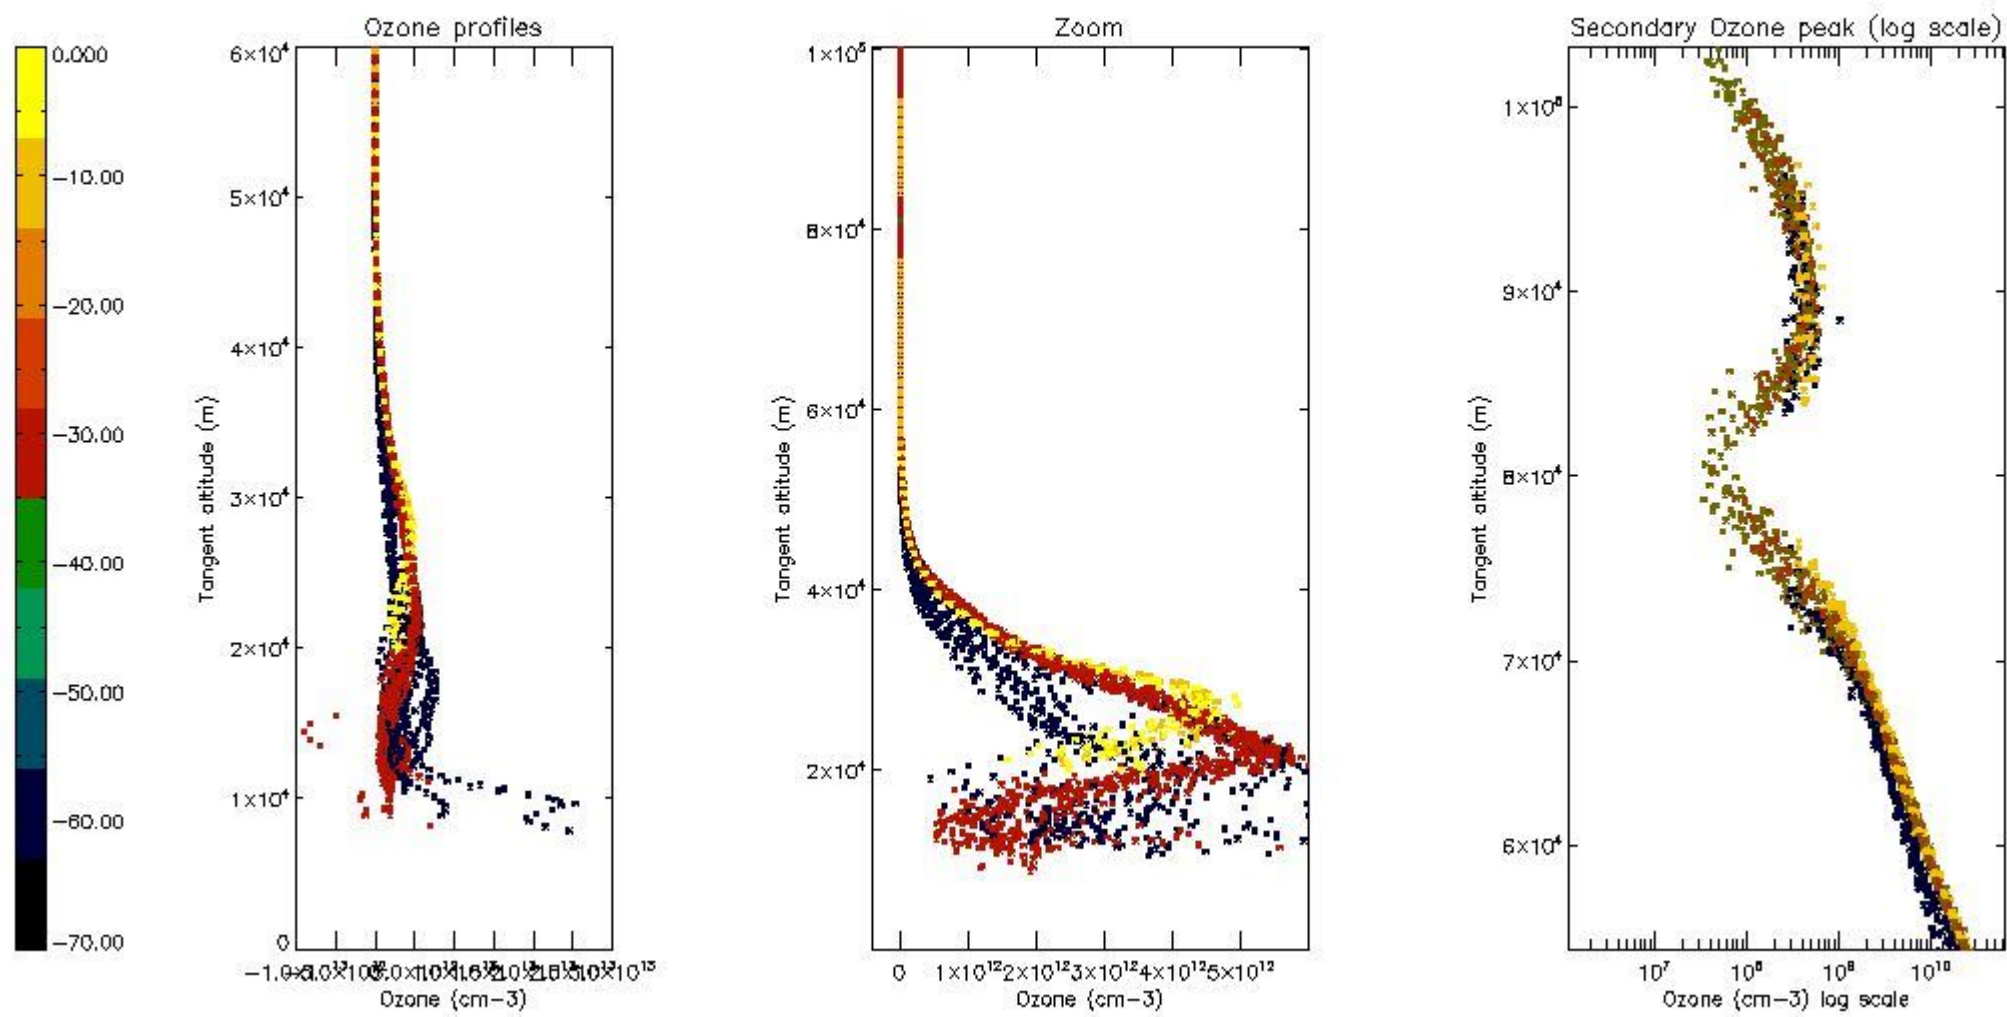 Ozone profiles
Zoom
Secondary Ozone peak (log scale)
0.000
−10.00
−20.00
−30.00
−40.00
−50.00
−60.00
−70.00
6×10⁴
5×10⁴
4×10⁴
3×10⁴
2×10⁴
1×10⁴
0
Tangent altitude (m)
Ozone (cm−3)
1×10⁵
8×10⁴
6×10⁴
4×10⁴
2×10⁴
Tangent altitude (m)
0 1×10¹² 2×10¹² 3×10¹² 4×10¹² 5×10¹²
Ozone (cm−3)
9×10⁴
8×10⁴
7×10⁴
6×10⁴
Tangent altitude (m)
10⁷ 10⁸ 10⁹ 10¹⁰
Ozone (cm−3) log scale